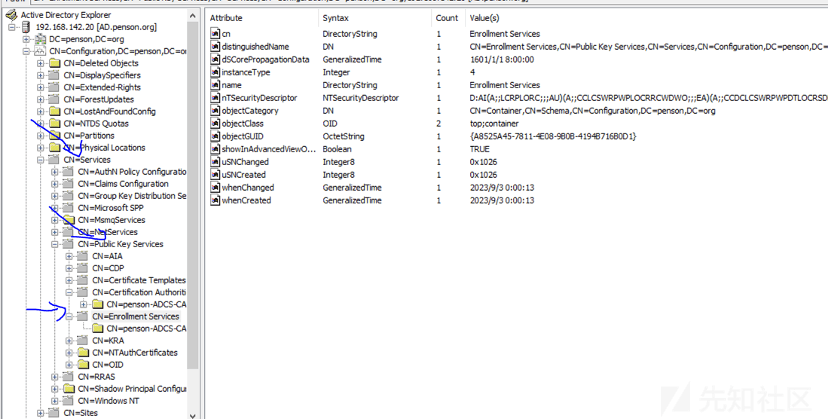 Active Directory Explorer
192.168.142.20 [AD.penson.org]
DC=penson,DC=org
CN=Configuration,DC=penson,DC=or
CN=Deleted Objects
CN=DisplaySpecifiers
CN=Extended-Rights
CN=ForestUpdates
CN=LostAndFoundConfig
CN=NTDS Quotas
CN=Partitions
CN=Physical Locations
CN=Services
CN=AuthN Policy Configuratio
CN=Claims Configuration
CN=Group Key Distribution Se
CN=Microsoft SPP
CN=MsmqServices
CN=NetServices
CN=Public Key Services
CN=AIA
CN=CDP
CN=Certificate Templates
CN=Certification Authoriti
CN=penson-ADCS-CA
CN=Enrollment Services
CN=penson-ADCS-CA
CN=KRA
CN=NTAuthCertificates
CN=OID
CN=RRAS
CN=Shadow Principal Configu
CN=Windows NT
CN=Sites
Attribute Syntax Count Value(s)
cn DirectoryString 1 Enrollment Services
distinguishedName DN 1 CN=Enrollment Services,CN=Public Key Services,CN=Services,CN=Configuration,DC=penson,DC=org
dSCorePropagationData GeneralizedTime 1 1601/1/1 8:00:00
instanceType Integer 1 4
name DirectoryString 1 Enrollment Services
nTSecurityDescriptor NTSecurityDescriptor 1 D:AI(A;;LCRPLORC;;;AU)(A;;CCLCSWRPWPLOCRRCWDWO;;;EA)(A;;CCDCLCSWRPWPDTLOCRSD
objectCategory DN 1 CN=Container,CN=Schema,CN=Configuration,DC=penson,DC=org
objectClass OID 2 top;container
objectGUID OctetString 1 {A8525A45-7811-4E08-9B0B-4194B716B0D1}
showInAdvancedViewO... Boolean 1 TRUE
uSNChanged Integer8 1 0x1026
uSNCreated Integer8 1 0x1026
whenChanged GeneralizedTime 1 2023/9/3 0:00:13
whenCreated GeneralizedTime 1 2023/9/3 0:00:13
先知社区